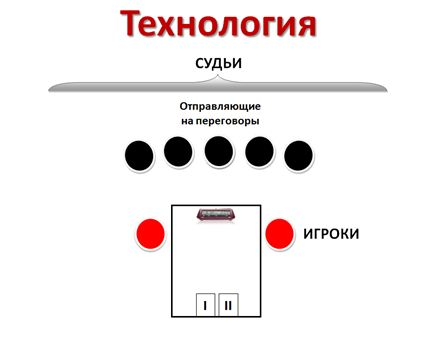 Технология
СУДЬИ
Отправляющие
на переговоры
ИГРОКИ
I II